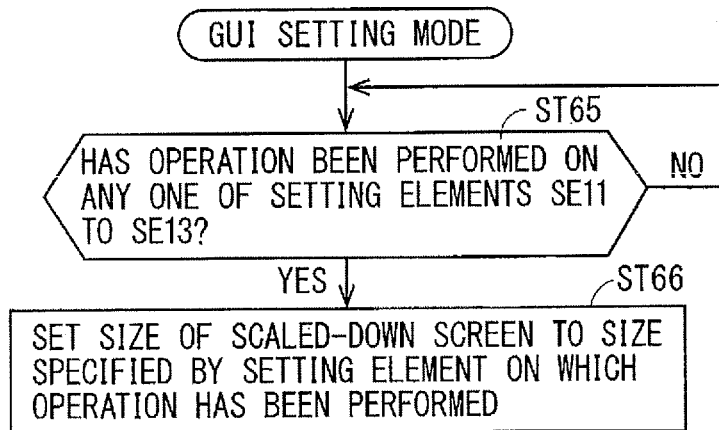 GUI SETTING MODE
ST65
HAS OPERATION BEEN PERFORMED ON
ANY ONE OF SETTING ELEMENTS SE11
TO SE13?
NO
YES
ST66
SET SIZE OF SCALED-DOWN SCREEN TO SIZE
SPECIFIED BY SETTING ELEMENT ON WHICH
OPERATION HAS BEEN PERFORMED